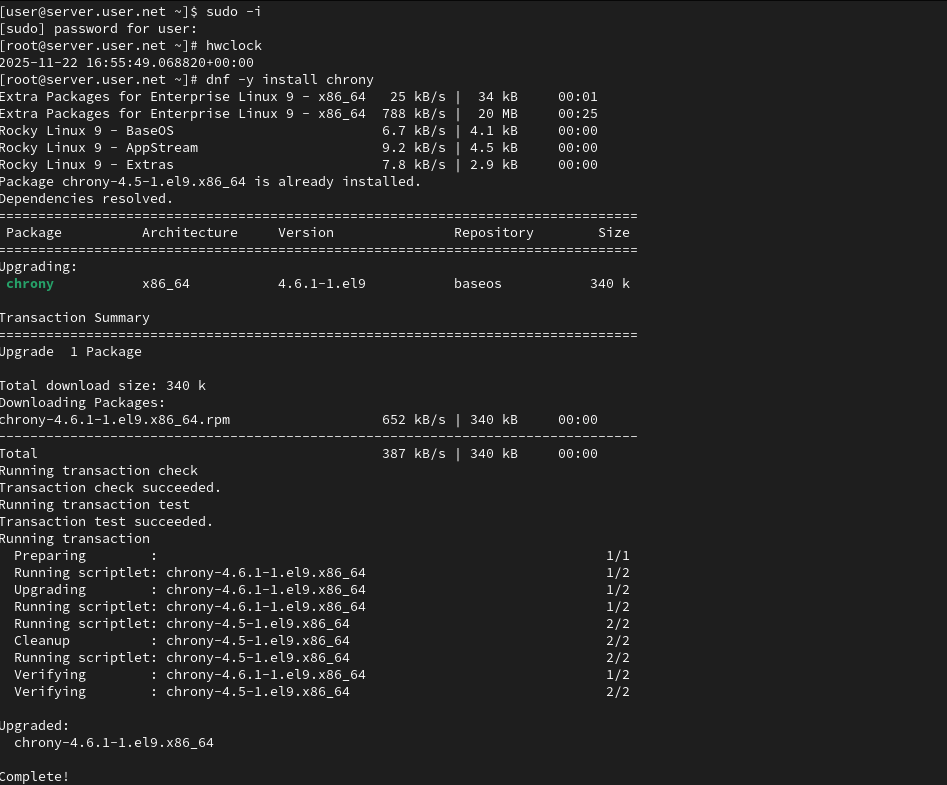 [user@server.user.net ~]$ sudo -i
[sudo] password for user:
[root@server.user.net ~]# hwclock
2025-11-22 16:55:49.068820+00:00
[root@server.user.net ~]# dnf -y install chrony
Extra Packages for Enterprise Linux 9 - x86_64   25 kB/s |  34 kB     00:01
Extra Packages for Enterprise Linux 9 - x86_64  788 kB/s |  20 MB     00:25
Rocky Linux 9 - BaseOS                          6.7 kB/s | 4.1 kB     00:00
Rocky Linux 9 - AppStream                       9.2 kB/s | 4.5 kB     00:00
Rocky Linux 9 - Extras                          7.8 kB/s | 2.9 kB     00:00
Package chrony-4.5-1.el9.x86_64 is already installed.
Dependencies resolved.
================================================================================
 Package          Architecture     Version               Repository        Size
================================================================================
Upgrading:
 chrony           x86_64           4.6.1-1.el9           baseos           340 k

Transaction Summary
================================================================================
Upgrade  1 Package

Total download size: 340 k
Downloading Packages:
chrony-4.6.1-1.el9.x86_64.rpm                   652 kB/s | 340 kB     00:00
--------------------------------------------------------------------------------
Total                                           387 kB/s | 340 kB     00:00
Running transaction check
Transaction check succeeded.
Running transaction test
Transaction test succeeded.
Running transaction
  Preparing        :                                                        1/1
  Running scriptlet: chrony-4.6.1-1.el9.x86_64                              1/2
  Upgrading        : chrony-4.6.1-1.el9.x86_64                              1/2
  Running scriptlet: chrony-4.6.1-1.el9.x86_64                              1/2
  Running scriptlet: chrony-4.5-1.el9.x86_64                                2/2
  Cleanup          : chrony-4.5-1.el9.x86_64                                2/2
  Running scriptlet: chrony-4.5-1.el9.x86_64                                2/2
  Verifying        : chrony-4.6.1-1.el9.x86_64                              1/2
  Verifying        : chrony-4.5-1.el9.x86_64                                2/2

Upgraded:
  chrony-4.6.1-1.el9.x86_64

Complete!